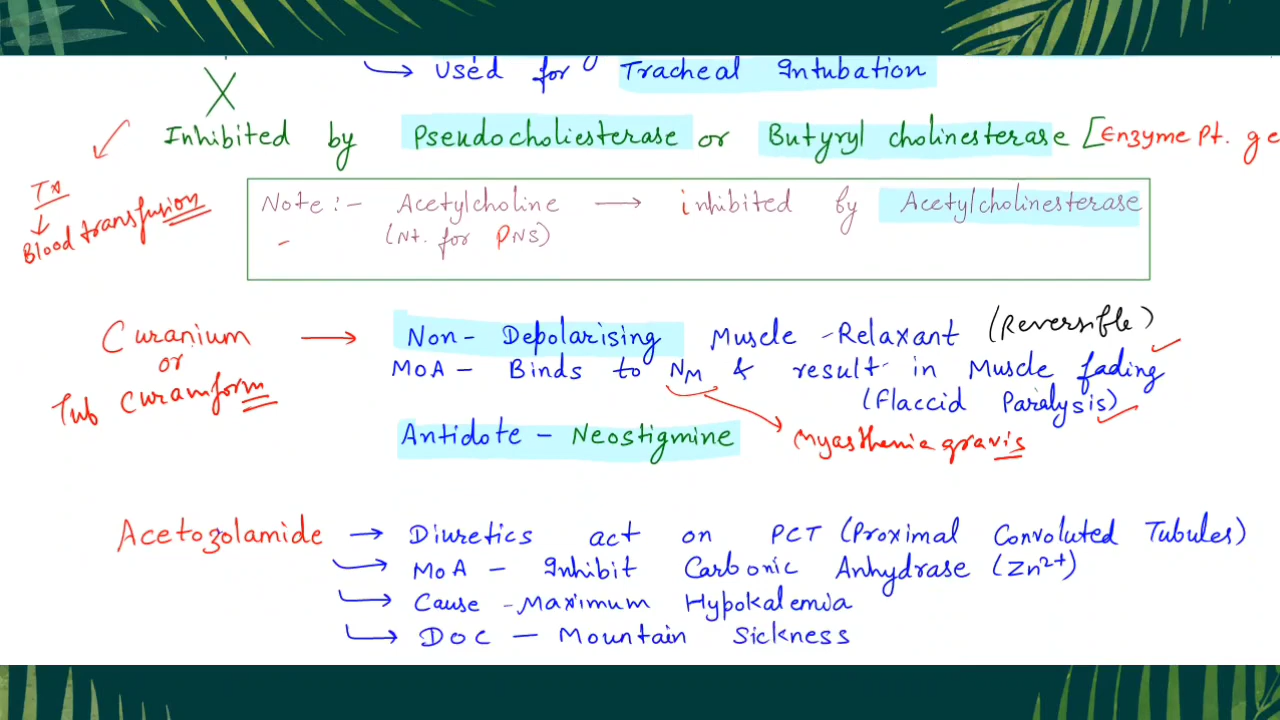 Used for Tracheal Intubation
X
Inhibited by Pseudocholiesterase or Butyryl cholinesterase [Enzyme Pt. ge
Tx
Blood transfusion
Note :- Acetylcholine → inhibited by Acetylcholinesterase
(Nt. for PNS)
Curanium → Non-Depolarising Muscle-Relaxant (Reversible)
or
Tub Curamform
MoA - Binds to NM & result in Muscle fading
(Flaccid Paralysis)
Antidote - Neostigmine
Myasthenia gravis
Acetozolamide → Diuretics act on PCT (Proximal Convoluted Tubules)
MoA - Inhibit Carbonic Anhydrase (Zn2+)
Cause - Maximum Hypokalemia
DOC - Mountain Sickness